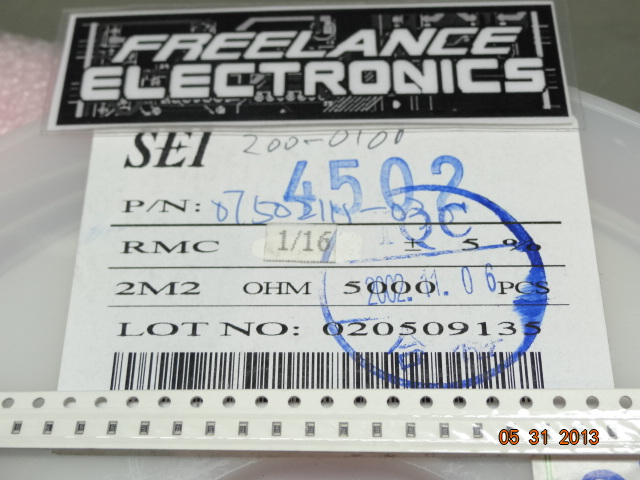 FREELANCE
ELECTRONICS
SEI 200-0100
4502
P/N:
RMC 1/16 ± 5 %
QC
2M2 OHM 5000 PCS
2002.11.06
LOT NO: 020509135
05 31 2013